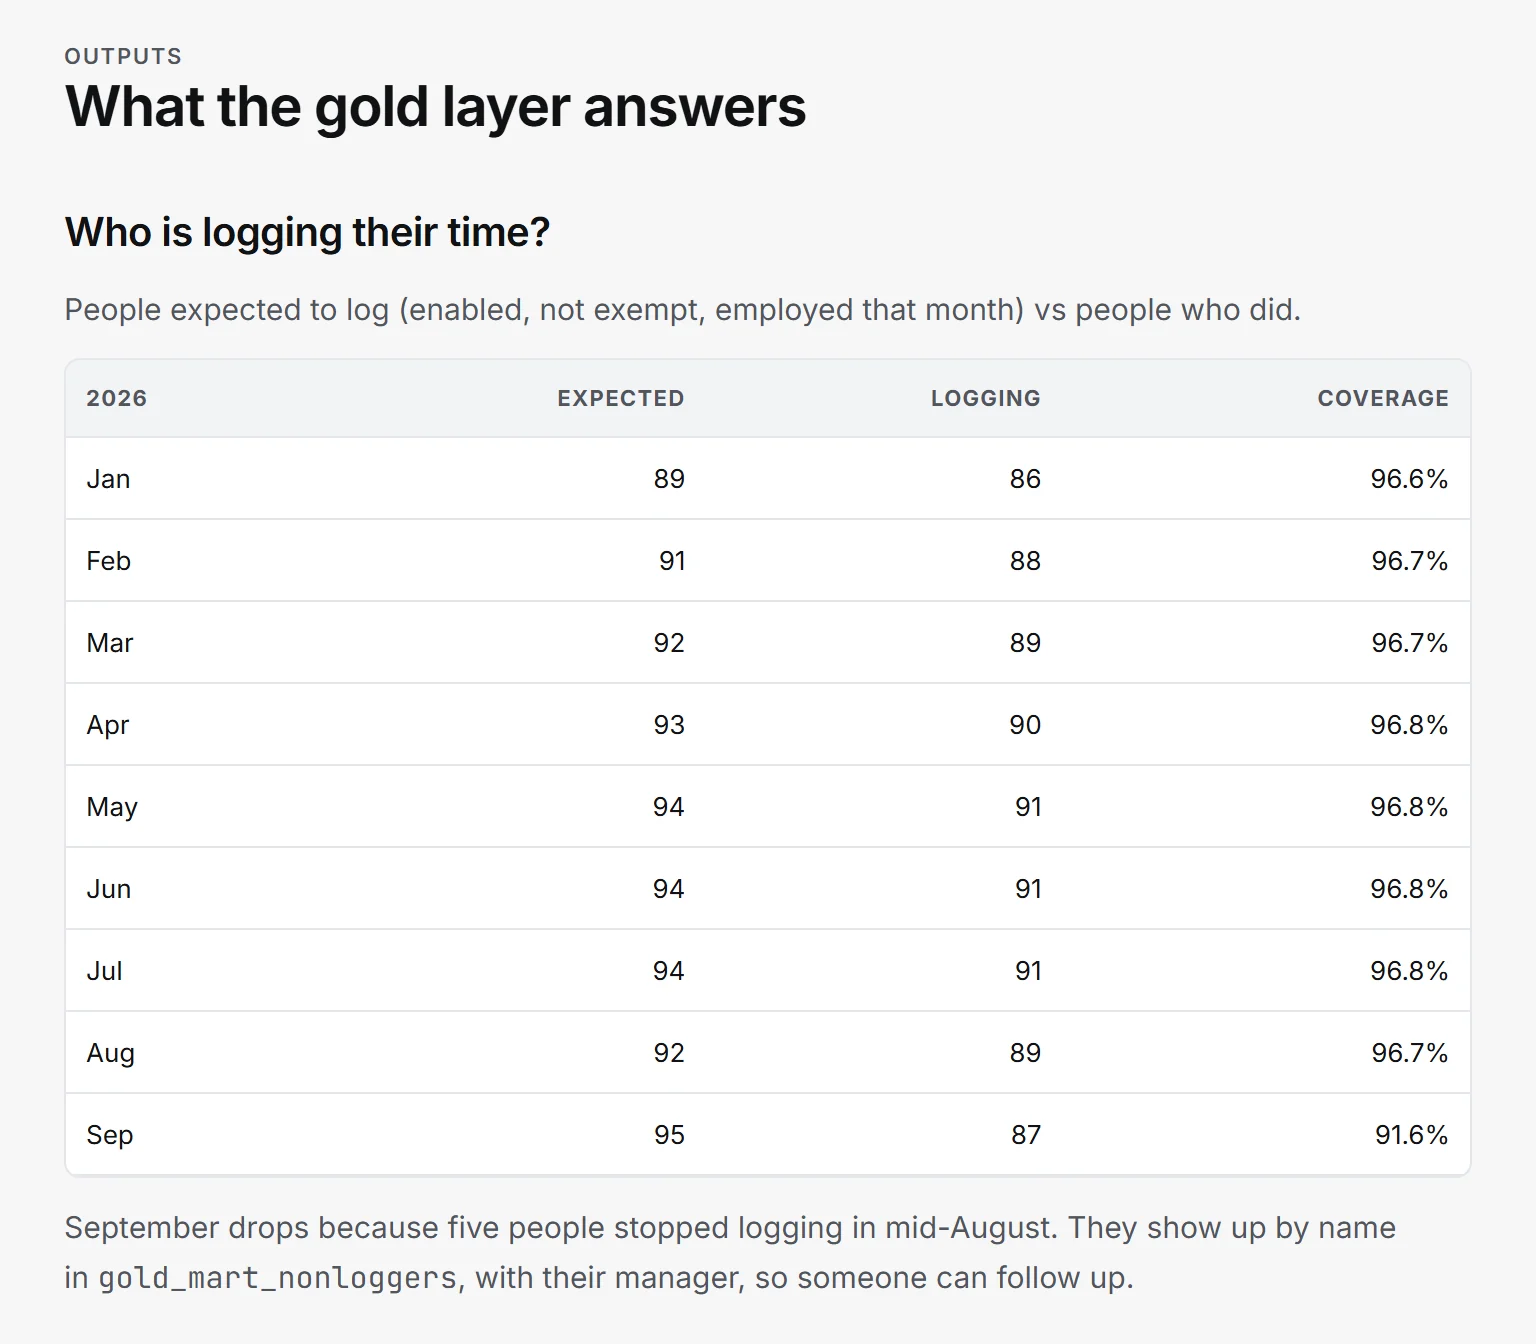 OUTPUTS
What the gold layer answers
Who is logging their time?
People expected to log (enabled, not exempt, employed that month) vs people who did.
2026 EXPECTED LOGGING COVERAGE
Jan 89 86 96.6%
Feb 91 88 96.7%
Mar 92 89 96.7%
Apr 93 90 96.8%
May 94 91 96.8%
Jun 94 91 96.8%
Jul 94 91 96.8%
Aug 92 89 96.7%
Sep 95 87 91.6%
September drops because five people stopped logging in mid-August. They show up by name
in gold_mart_nonloggers, with their manager, so someone can follow up.